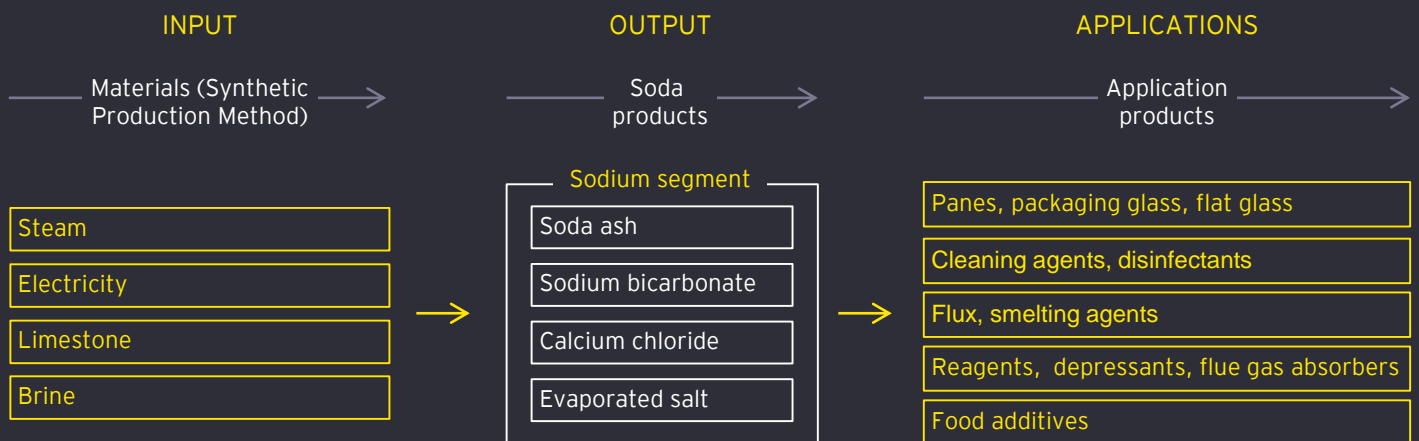 INPUT
OUTPUT
APPLICATIONS
Materials (Synthetic
Production Method)
Soda
products
Application
products
Sodium segment
Steam
Electricity
Limestone
Brine
Soda ash
Sodium bicarbonate
Calcium chloride
Evaporated salt
Panes, packaging glass, flat glass
Cleaning agents, disinfectants
Flux, smelting agents
Reagents, depressants, flue gas absorbers
Food additives